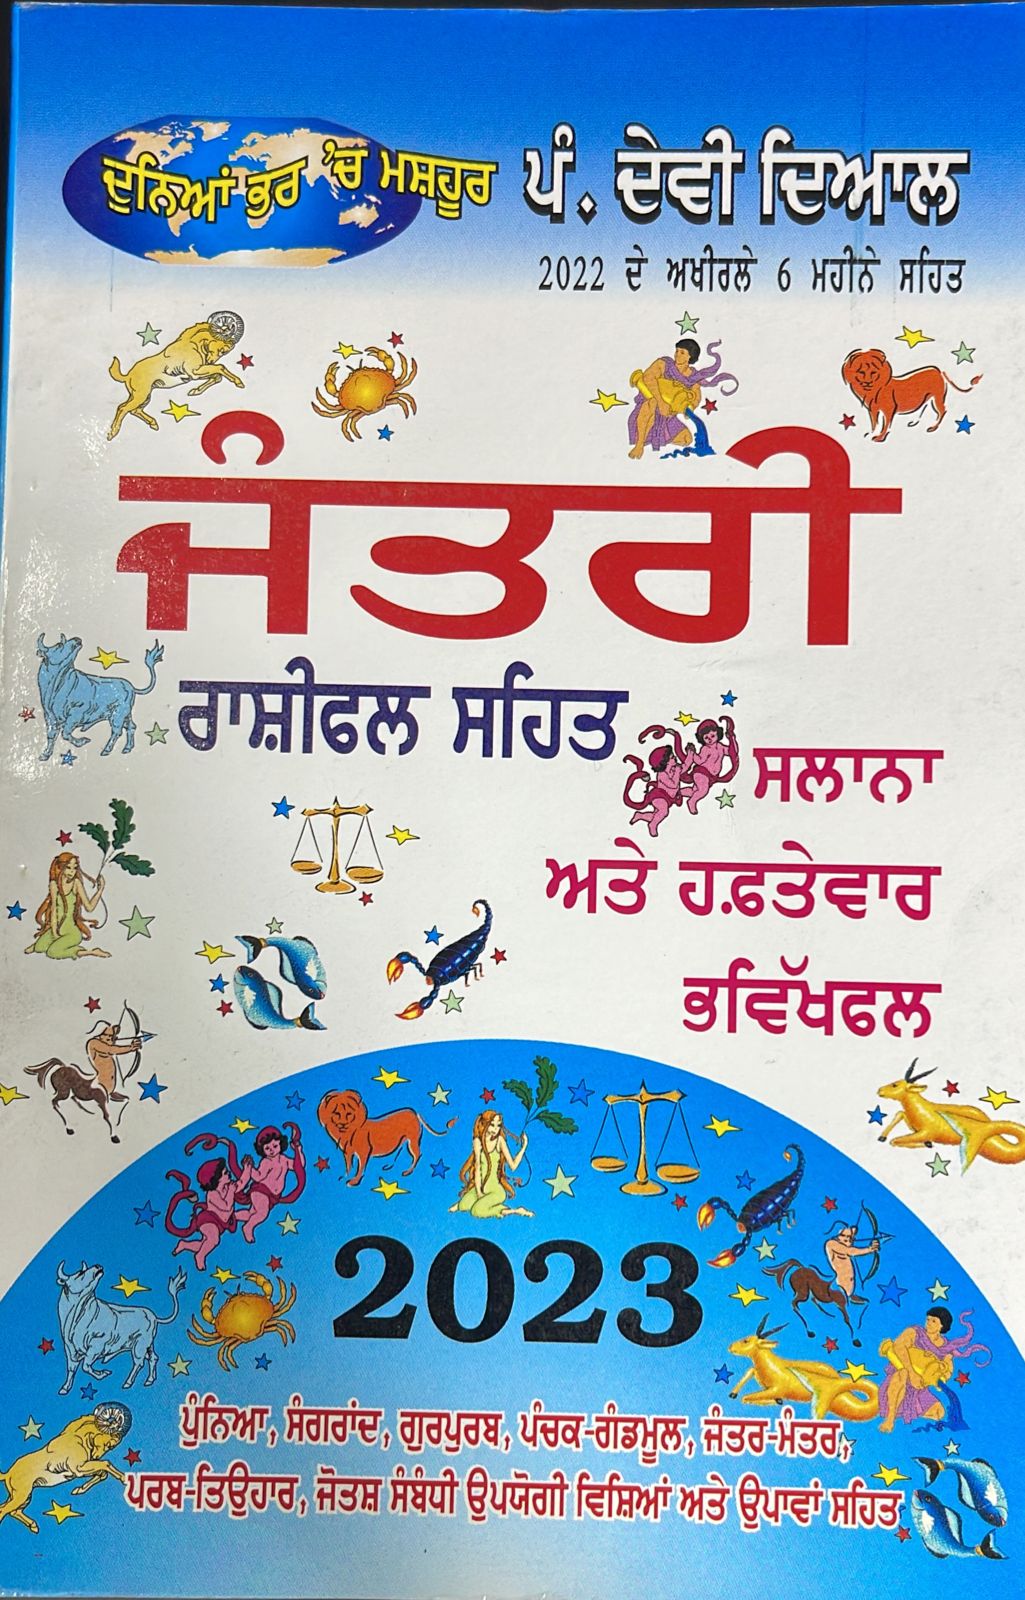 ਦੁਨਿਆਂ ਭਰ 'ਚ ਮਸ਼ਹੂਰ ਪੰ. ਦੇਵੀ ਦਿਆਲ
2022 ਦੇ ਅਖੀਰਲੇ 6 ਮਹੀਨੇ ਸਹਿਤ
ਜੰਤਰੀ
ਰਾਸ਼ੀਫਲ ਸਹਿਤ
ਸਲਾਨਾ
ਅਤੇ ਹਫ਼ਤੇਵਾਰ
ਭਵਿੱਖਫਲ
2023
ਪੁੰਨਿਆ, ਸੰਗਰਾਂਦ, ਗੁਰਪੁਰਬ, ਪੰਚਕ-ਗੰਡਮੂਲ, ਜੰਤਰ-ਮੰਤਰ,
ਪਰਬ-ਤਿਉਹਾਰ, ਜੋਤਸ਼ ਸੰਬੰਧੀ ਉਪਯੋਗੀ ਵਿਸ਼ਿਆਂ ਅਤੇ ਉਪਾਵਾਂ ਸਹਿਤ